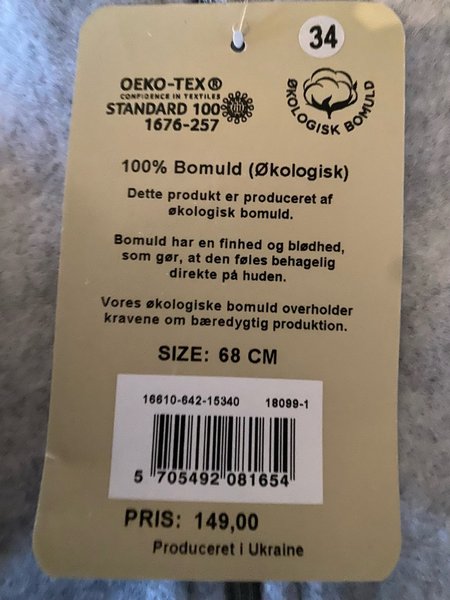 34
OEKO-TEX®
CONFIDENCE IN TEXTILES
STANDARD 100
1676-257
ØKOLOGISK BOMULD
100% Bomuld (Økologisk)
Dette produkt er produceret af
økologisk bomuld.
Bomuld har en finhed og blødhed,
som gør, at den føles behagelig
direkte på huden.
Vores økologiske bomuld overholder
kravene om bæredygtig produktion.
SIZE: 68 CM
16610-642-15340 18099-1
5 705492 081654
PRIS: 149,00
Produceret i Ukraine